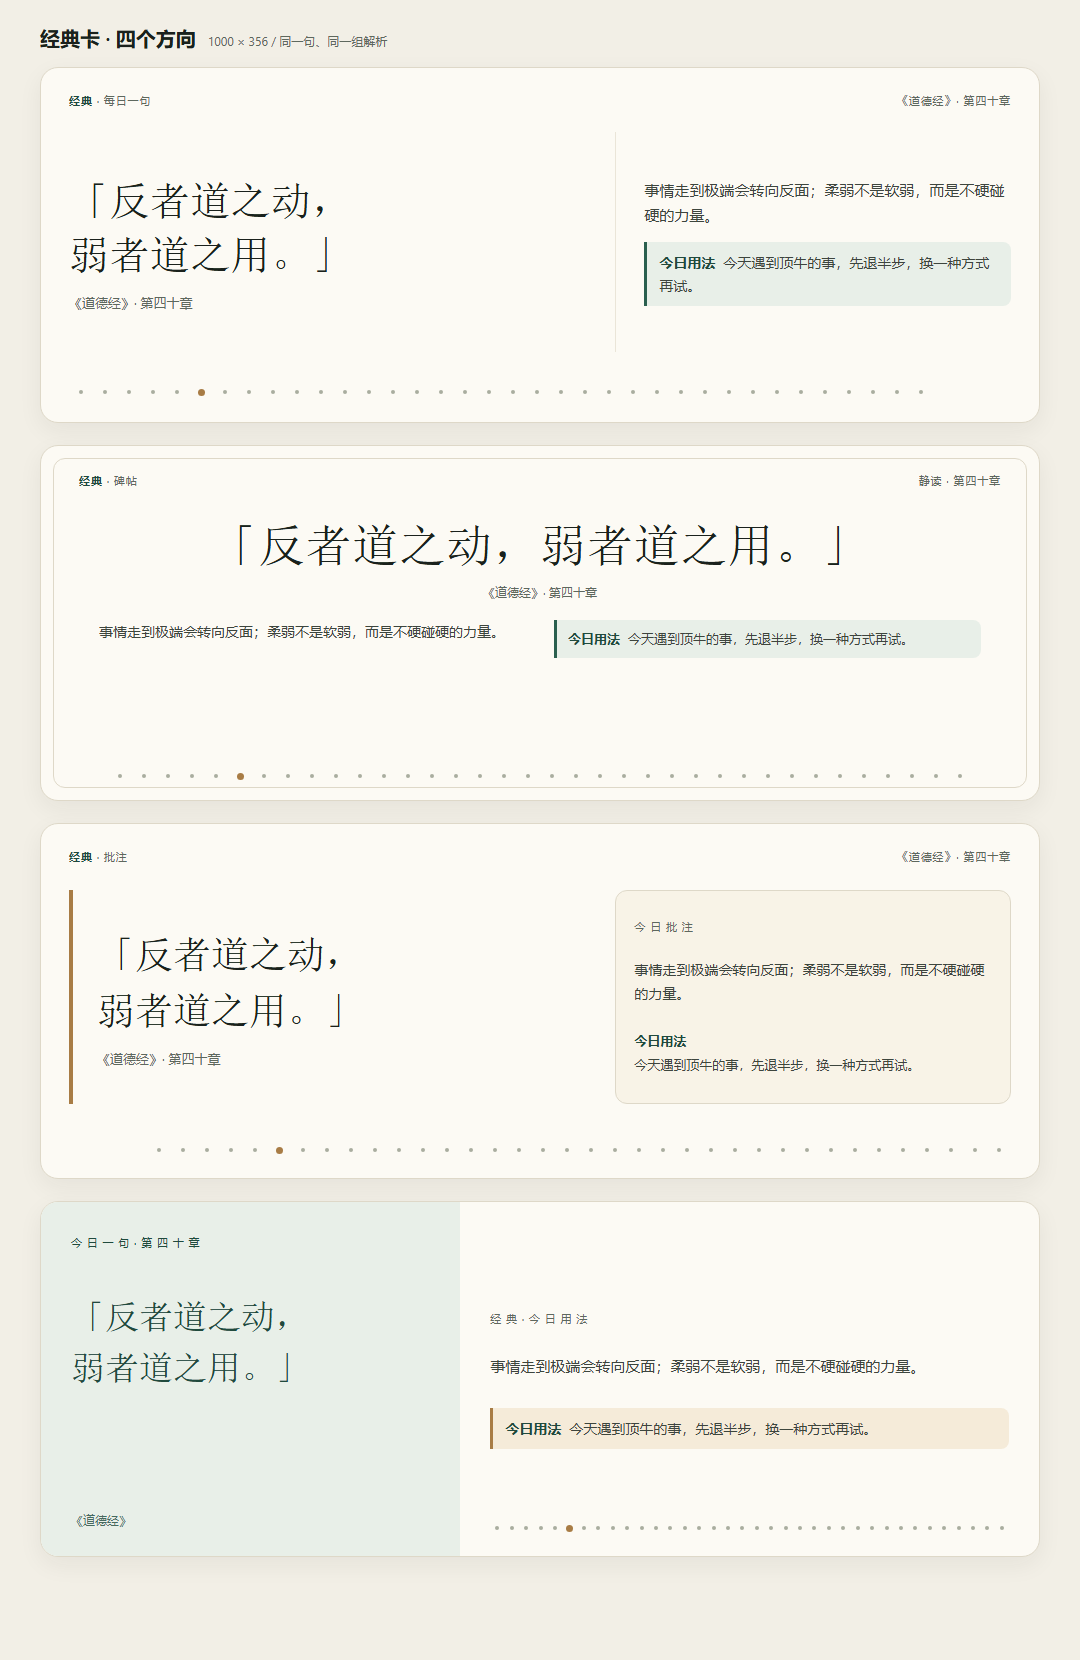 经典卡 · 四个方向 1000 × 356 / 同一句、同一组解析
经典 · 每日一句
《道德经》· 第四十章
「反者道之动，
弱者道之用。」
《道德经》· 第四十章
事情走到极端会转向反面；柔弱不是软弱，而是不硬碰
硬的力量。
今日用法 今天遇到顶牛的事，先退半步，换一种方式
再试。
经典 · 碑帖
静读 · 第四十章
「反者道之动，弱者道之用。」
《道德经》· 第四十章
事情走到极端会转向反面；柔弱不是软弱，而是不硬碰硬的力量。
今日用法 今天遇到顶牛的事，先退半步，换一种方式再试。
经典 · 批注
《道德经》· 第四十章
「反者道之动，
弱者道之用。」
《道德经》· 第四十章
今日批注
事情走到极端会转向反面；柔弱不是软弱，而是不硬碰硬
的力量。
今日用法
今天遇到顶牛的事，先退半步，换一种方式再试。
今日一句 · 第四十章
「反者道之动，
弱者道之用。」
《道德经》
经典 · 今日用法
事情走到极端会转向反面；柔弱不是软弱，而是不硬碰硬的力量。
今日用法 今天遇到顶牛的事，先退半步，换一种方式再试。